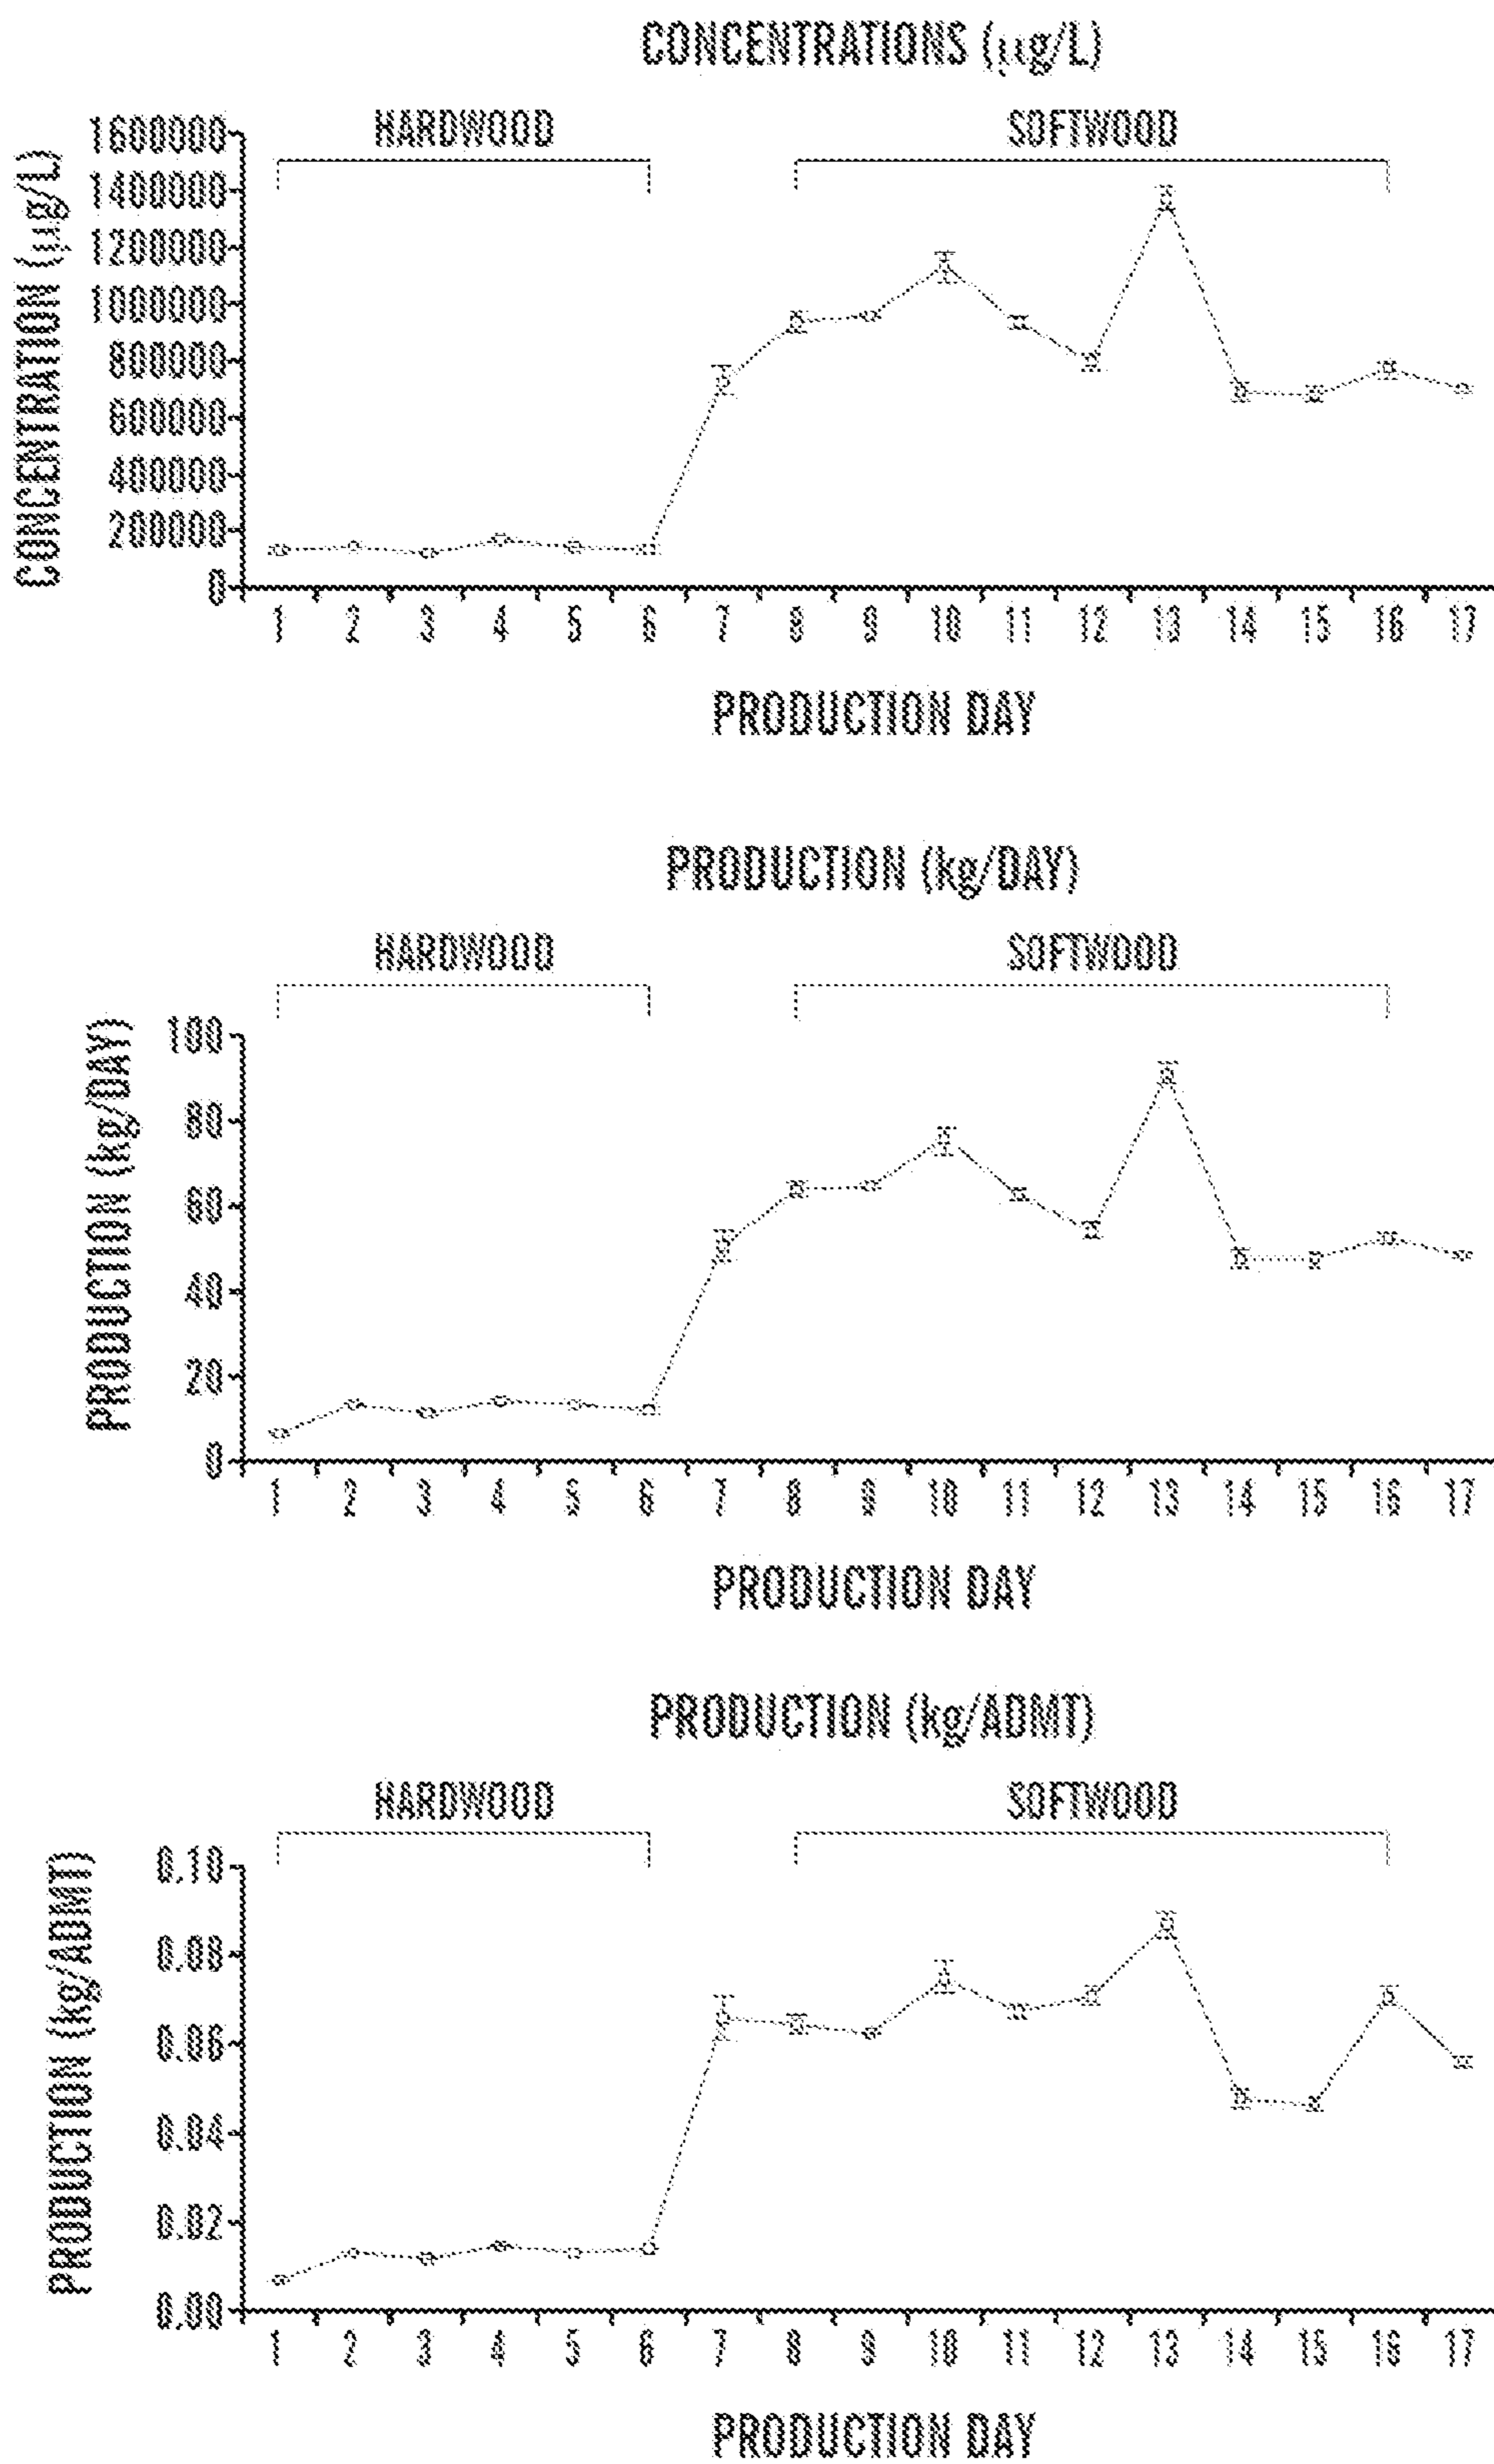 CONCENTRATIONS (µg/L)
HARDWOOD
SOFTWOOD
CONCENTRATION (µg/L)
1600000
1400000
1200000
1000000
800000
600000
400000
200000
0
1 2 3 4 5 6 7 8 9 10 11 12 13 14 15 16 17
PRODUCTION DAY
PRODUCTION (kg/DAY)
HARDWOOD
SOFTWOOD
PRODUCTION (kg/DAY)
100
80
60
40
20
0
1 2 3 4 5 6 7 8 9 10 11 12 13 14 15 16 17
PRODUCTION DAY
PRODUCTION (kg/ADMT)
HARDWOOD
SOFTWOOD
PRODUCTION (kg/ADMT)
0.10
0.08
0.06
0.04
0.02
0.00
1 2 3 4 5 6 7 8 9 10 11 12 13 14 15 16 17
PRODUCTION DAY